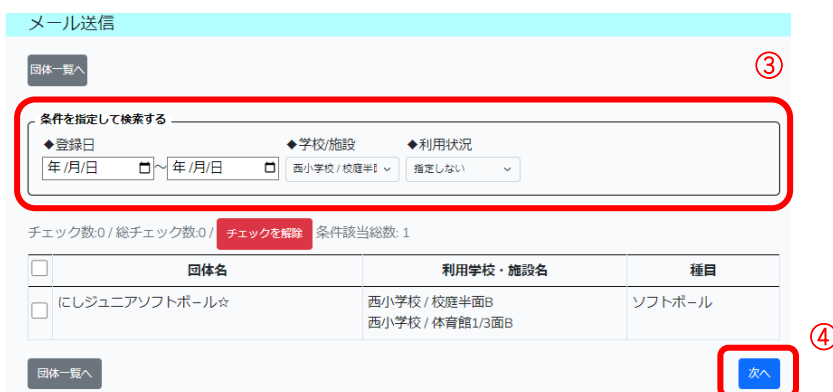 メール送信
団体一覧へ
③
条件を指定して検索する
◆登録日 ◆学校/施設 ◆利用状況
年/月/日 ～ 年/月/日 西小学校/校庭半面 指定しない
チェック数:0 / 総チェック数:0 / チェックを解除 条件該当総数: 1
団体名 利用学校・施設名 種目
にしジュニアソフトボール☆ 西小学校 / 校庭半面B ソフトボール
西小学校 / 体育館1/3面B
④
団体一覧へ 次へ